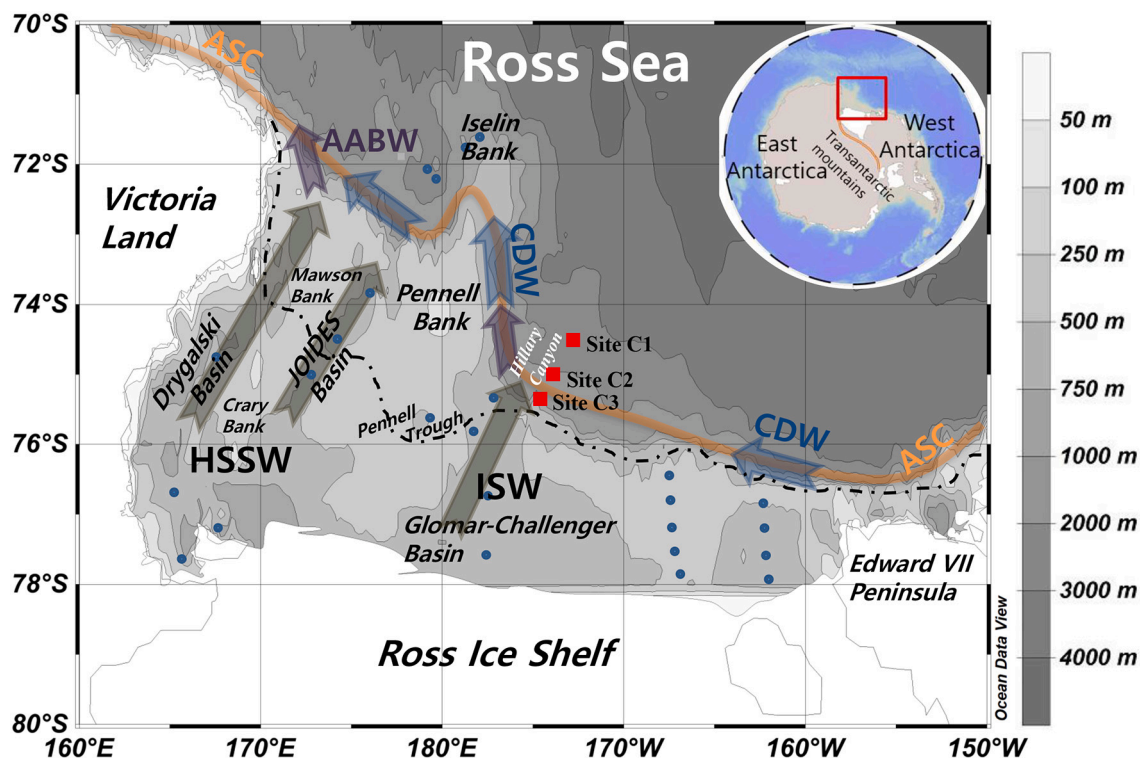 70°S
72°S
74°S
76°S
78°S
80°S
160°E
170°E
180°E
170°W
160°W
150°W
Ross Sea
ASC
AABW
Iselin
Bank
Victoria
Land
CDW
Mawson
Bank
Pennell
Bank
Drygalski
Basin
JOIDES
Basin
Crary
Bank
Hillary
Canyon
Site C1
Site C2
Site C3
Pennell
Trough
HSSW
ISW
CDW
ASC
Glomar-Challenger
Basin
Edward VII
Peninsula
Ross Ice Shelf
East
Antarctica
West
Antarctica
Transantarctic
mountains
50 m
100 m
250 m
500 m
750 m
1000 m
2000 m
3000 m
4000 m
Ocean Data View